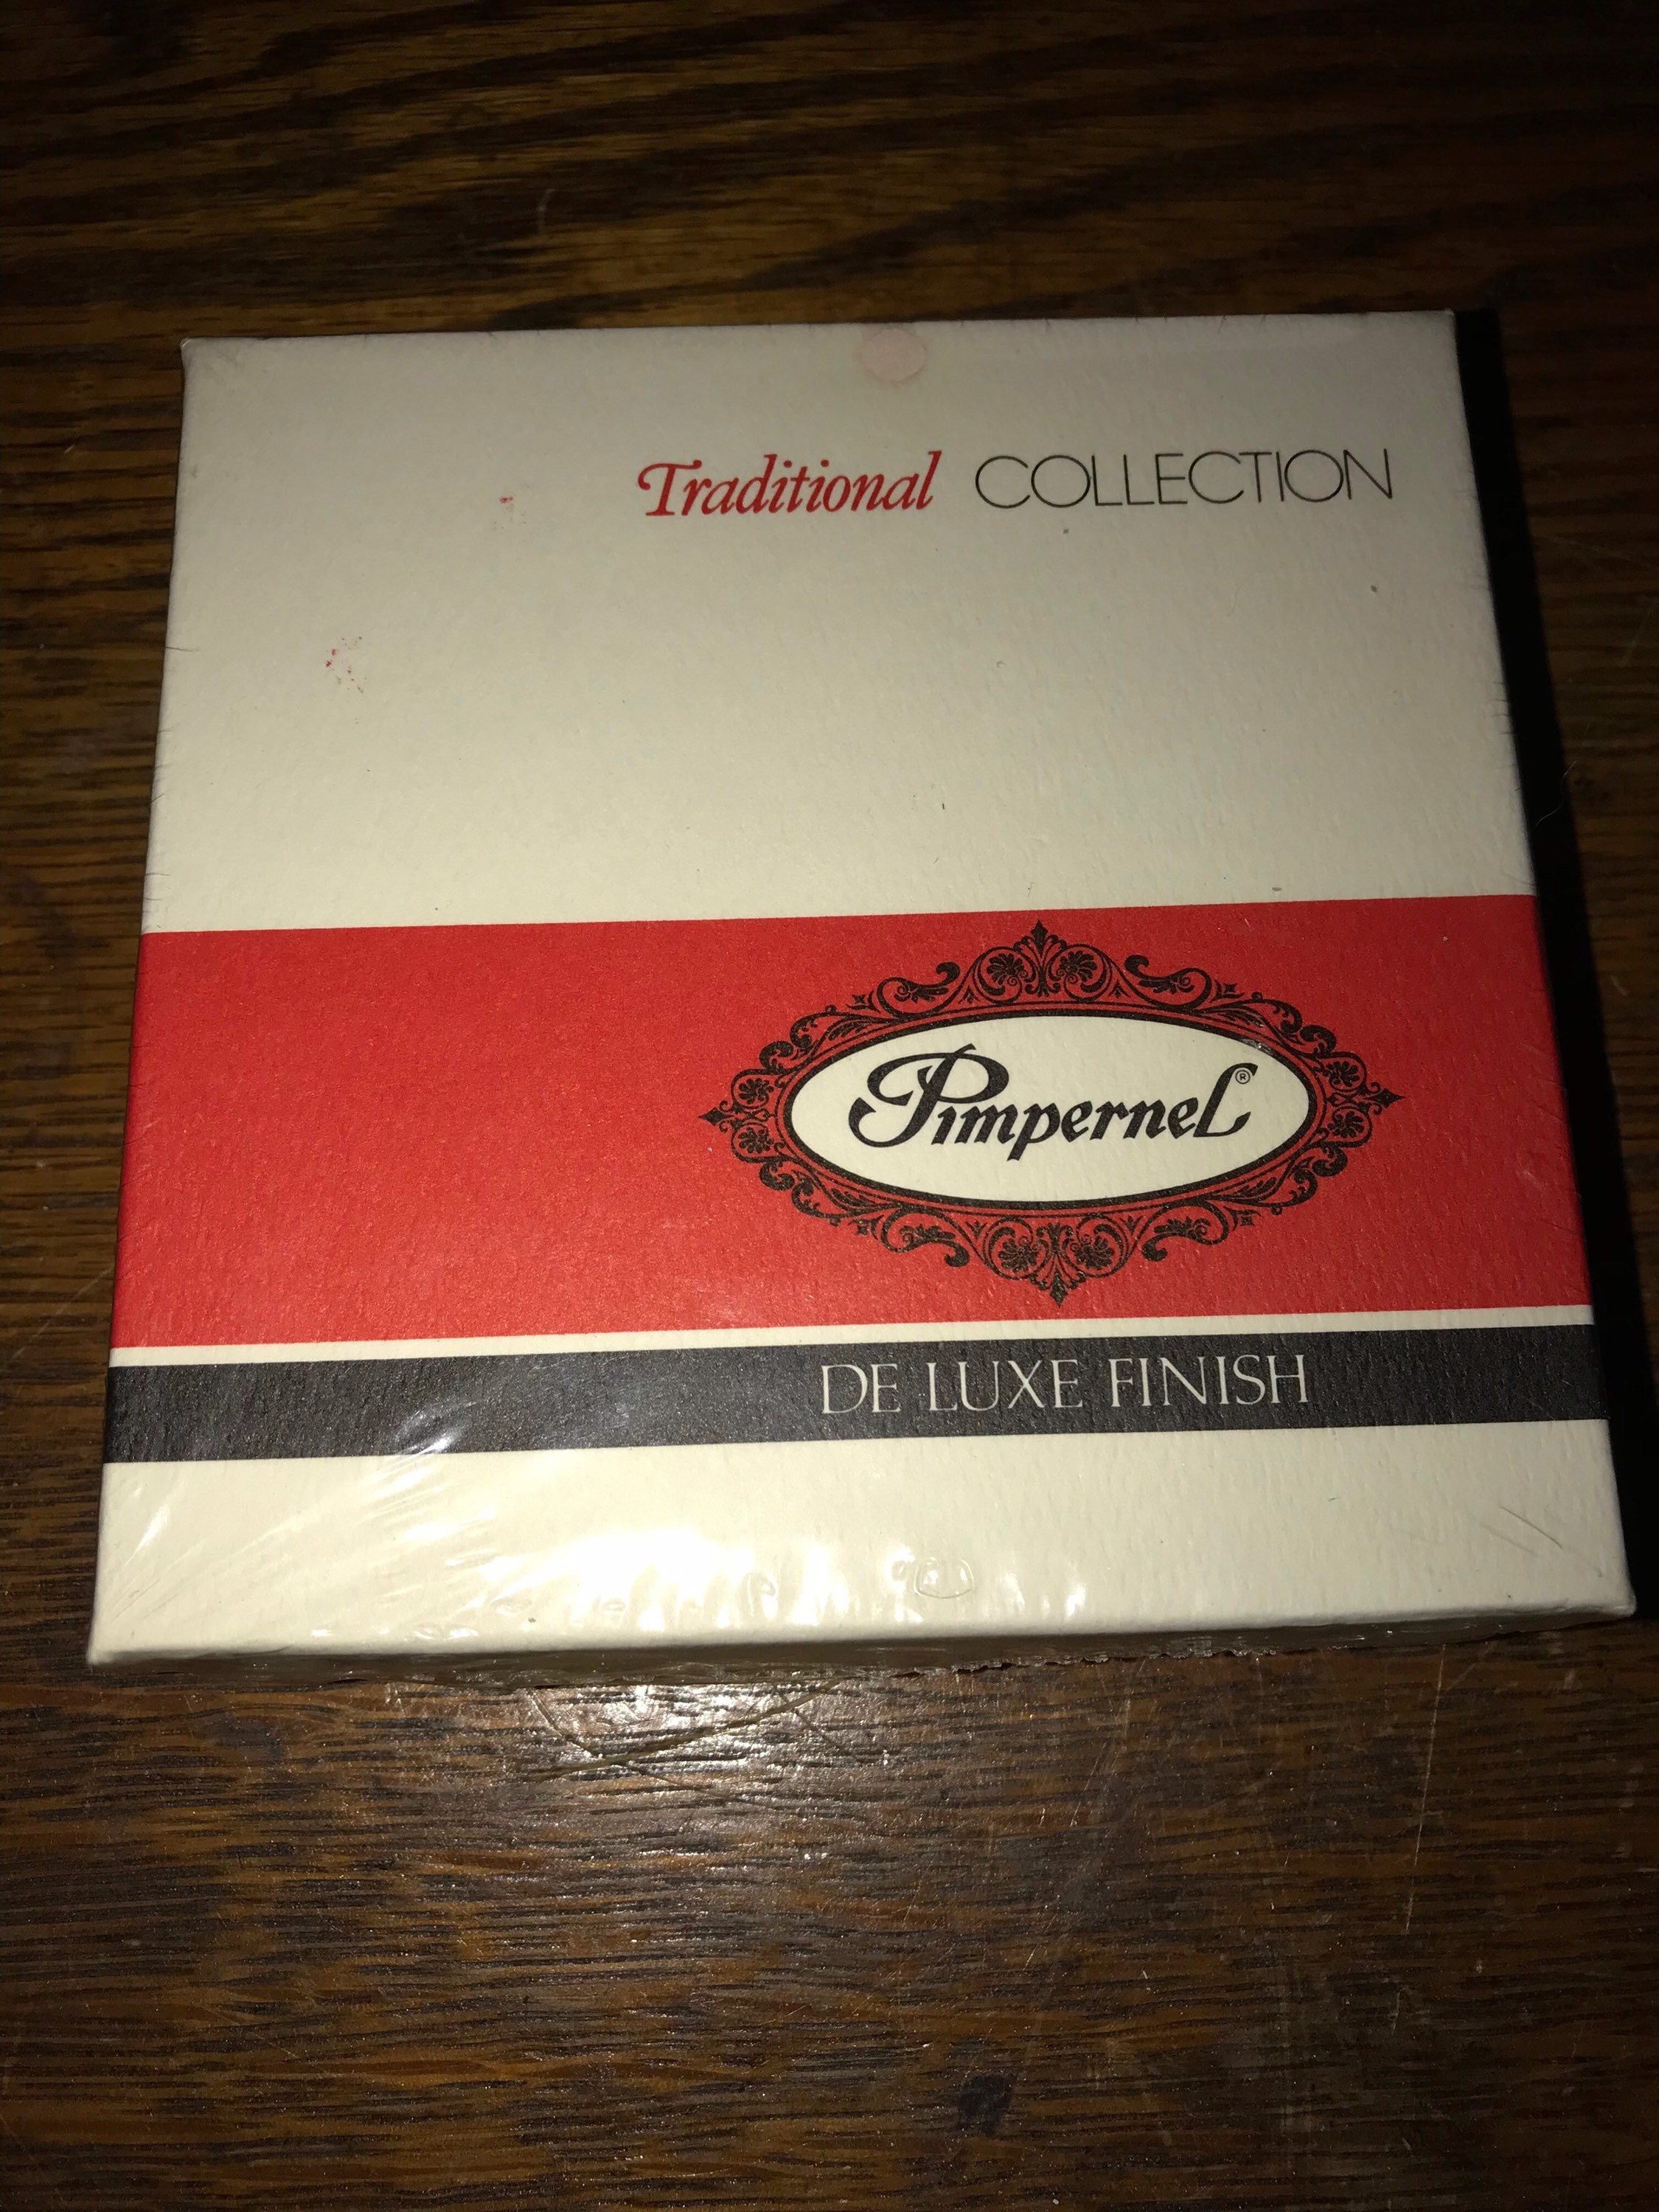 Traditional COLLECTION
Pimpernel®
DE LUXE FINISH